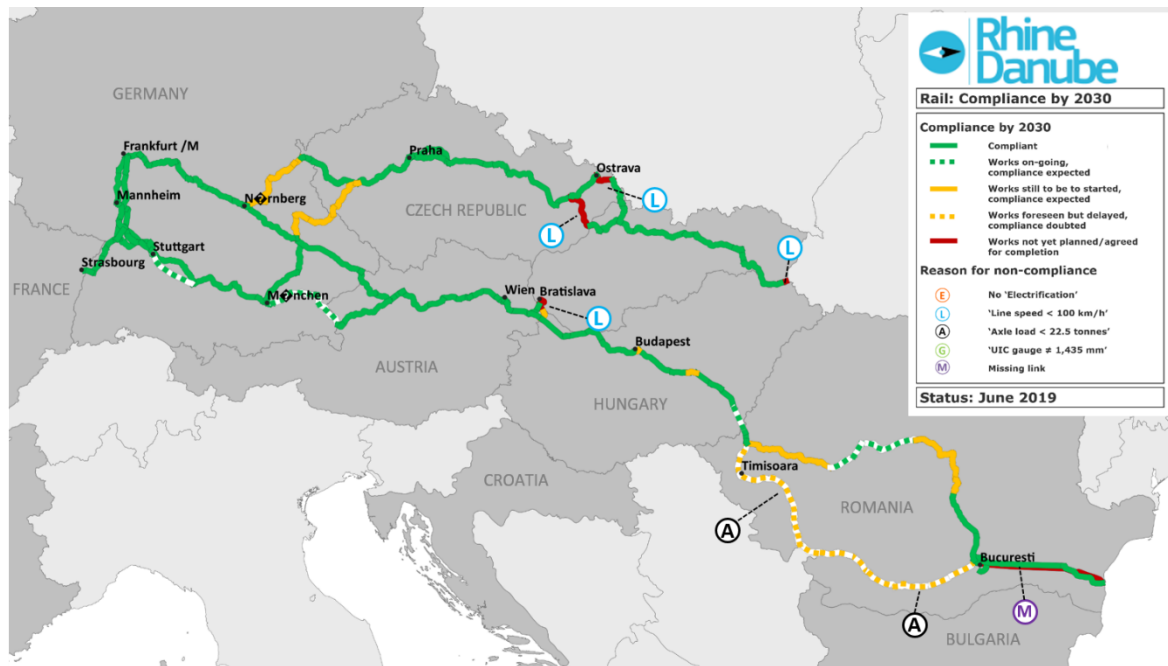 Rhine
Danube
Rail: Compliance by 2030
Compliance by 2030
Compliant
Works on-going,
compliance expected
Works still to be to started,
compliance expected
Works foreseen but delayed,
compliance doubted
Works not yet planned/agreed
for completion
Reason for non-compliance
E No 'Electrification'
L 'Line speed < 100 km/h'
A 'Axle load < 22.5 tonnes'
G 'UIC gauge ≠ 1,435 mm'
M Missing link
Status: June 2019
GERMANY
Frankfurt /M
Praha
Ostrava
L
Mannheim
N�rnberg
CZECH REPUBLIC
L
Stuttgart
Strasbourg
L
FRANCE
M�nchen
Wien
Bratislava
L
Budapest
AUSTRIA
HUNGARY
Timisoara
CROATIA
ROMANIA
A
Bucuresti
A
M
BULGARIA